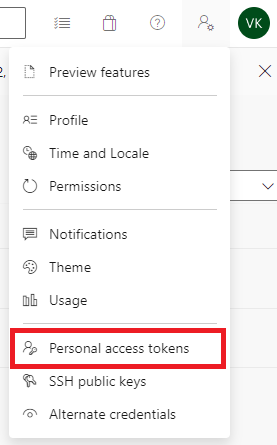 VK
2,
Preview features
Profile
Time and Locale
Permissions
Notifications
Theme
Usage
Personal access tokens
SSH public keys
Alternate credentials